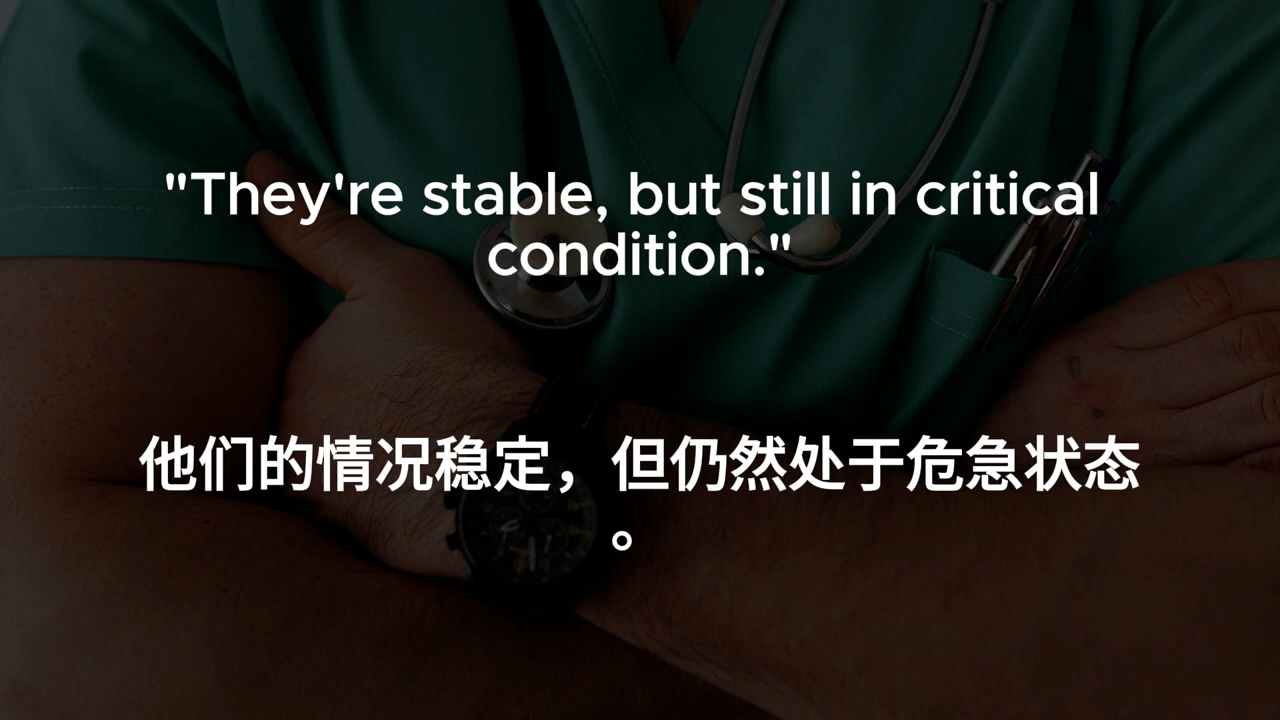 "They're stable, but still in critical
condition."
他们的情况稳定，但仍然处于危急状态
。